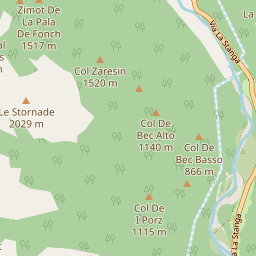 Zimot De
La Pala
De Fonch
1517 m
Via La Stanga
La
Col Zaresin
1520 m
Le Stornade
2029 m
Col De
Bec Alto
1140 m
Col De
Bec Basso
866 m
Col De
I Porz
1115 m